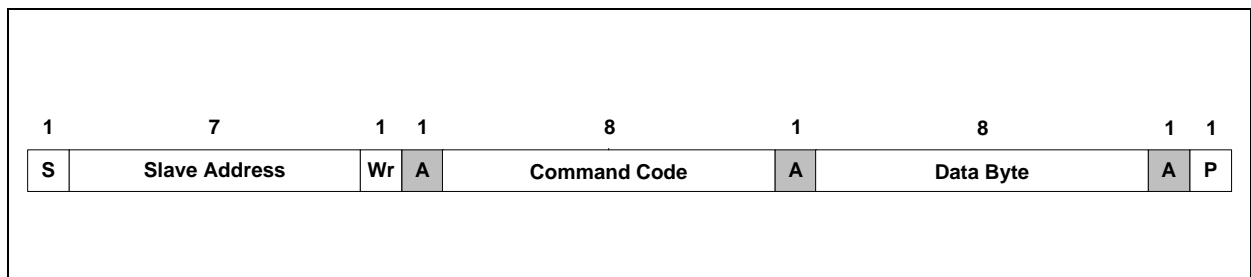 1 7 1 1 8 1 8 1 1
S Slave Address Wr A Command Code A Data Byte A P